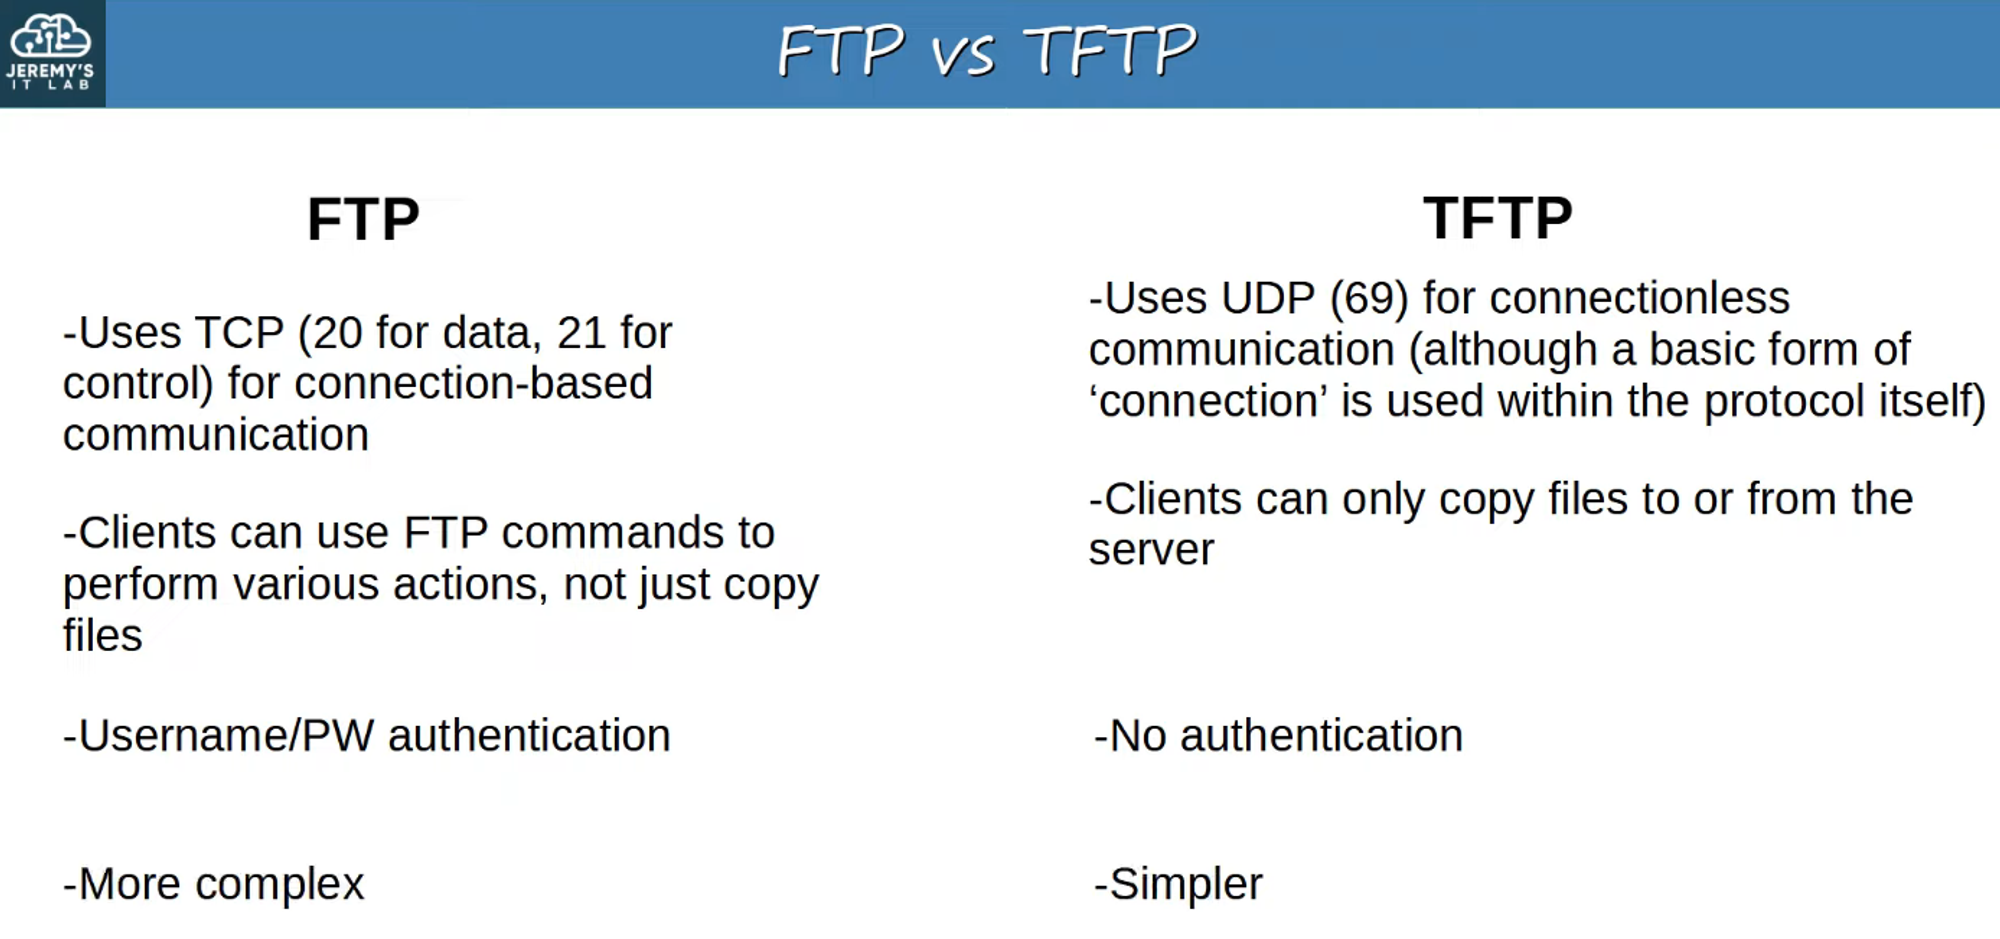 JEREMY'S
IT LAB
FTP vs TFTP
FTP
-Uses TCP (20 for data, 21 for
control) for connection-based
communication
-Clients can use FTP commands to
perform various actions, not just copy
files
-Username/PW authentication
-More complex
TFTP
-Uses UDP (69) for connectionless
communication (although a basic form of
‘connection’ is used within the protocol itself)
-Clients can only copy files to or from the
server
-No authentication
-Simpler